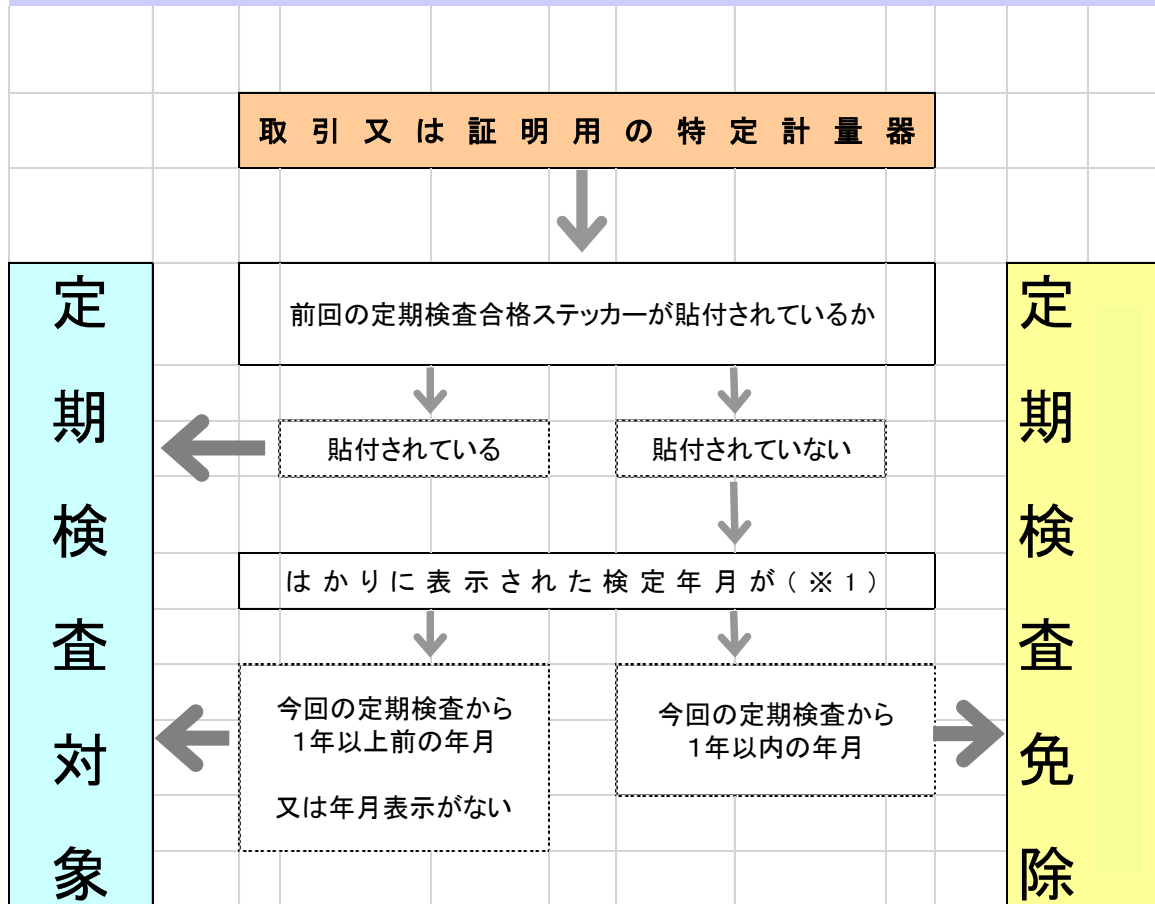 取引又は証明用の特定計量器
前回の定期検査合格ステッカーが貼付されているか
貼付されている
貼付されていない
はかりに表示された検定年月が(※1)
今回の定期検査から
1年以上前の年月
又は年月表示がない
今回の定期検査から
1年以内の年月
定期検査対象
定期検査免除